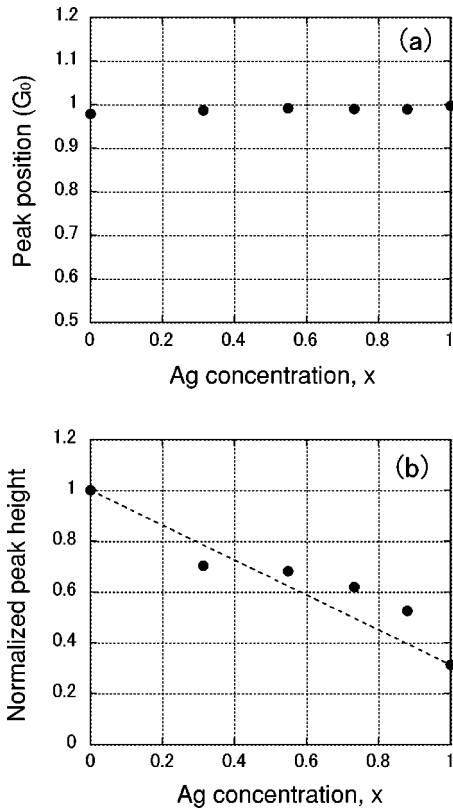 (a)
1.2
1.1
1
0.9
0.8
0.7
0.6
0.5
Peak position (G₀)
0 0.2 0.4 0.6 0.8 1
Ag concentration, x
(b)
1.2
1
0.8
0.6
0.4
0.2
0
Normalized peak height
0 0.2 0.4 0.6 0.8 1
Ag concentration, x